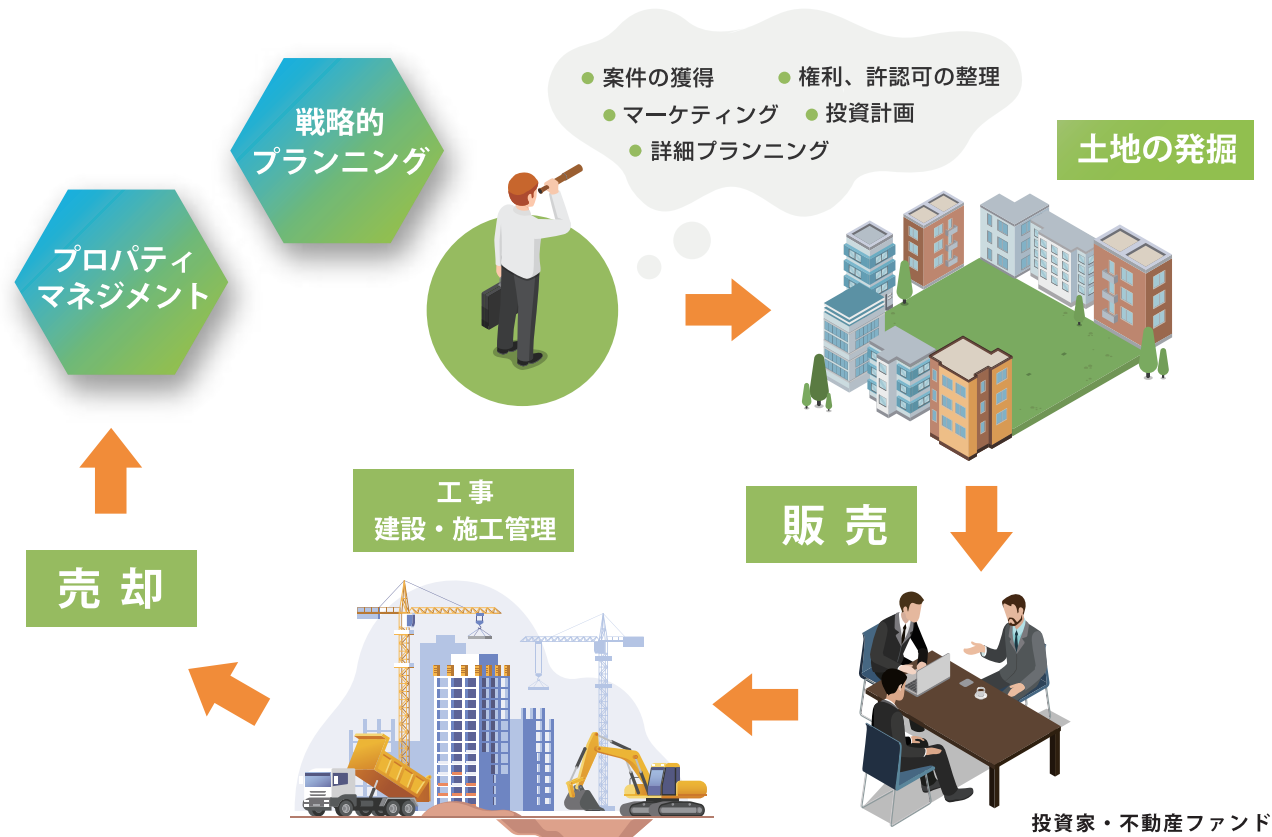 戦略的
プランニング
プロパティ
マネジメント
案件の獲得
権利、許認可の整理
マーケティング
投資計画
詳細プランニング
土地の発掘
販売
工事
建設・施工管理
売却
投資家・不動産ファンド